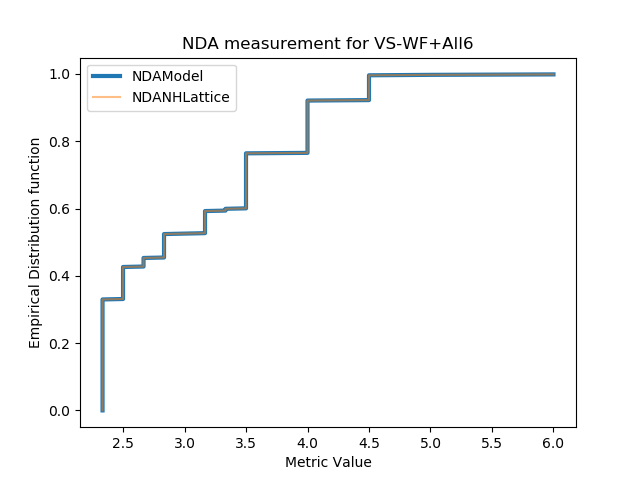 NDA measurement for VS-WF+All6
NDAModel
NDANHLattice
Empirical Distribution function
1.0
0.8
0.6
0.4
0.2
0.0
2.5 3.0 3.5 4.0 4.5 5.0 5.5 6.0
Metric Value